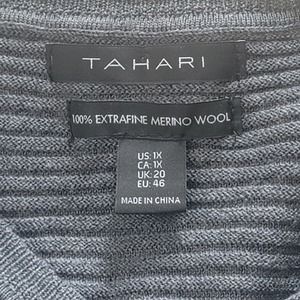 TAHARI
100% EXTRAFINE MERINO WOOL
US: 1X
CA: 1X
UK: 20
EU: 46
MADE IN CHINA